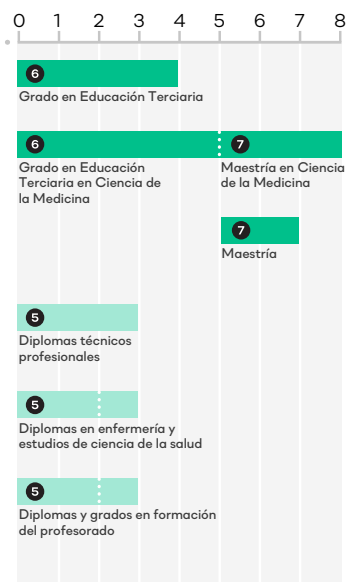 0 1 2 3 4 5 6 7 8
6
Grado en Educación Terciaria
6 7
Grado en Educación
Terciaria en Ciencia de
la Medicina
Maestría en Ciencia
de la Medicina
7
Maestría
5
Diplomas técnicos
profesionales
5
Diplomas en enfermería y
estudios de ciencia de la salud
5
Diplomas y grados en formación
del profesorado